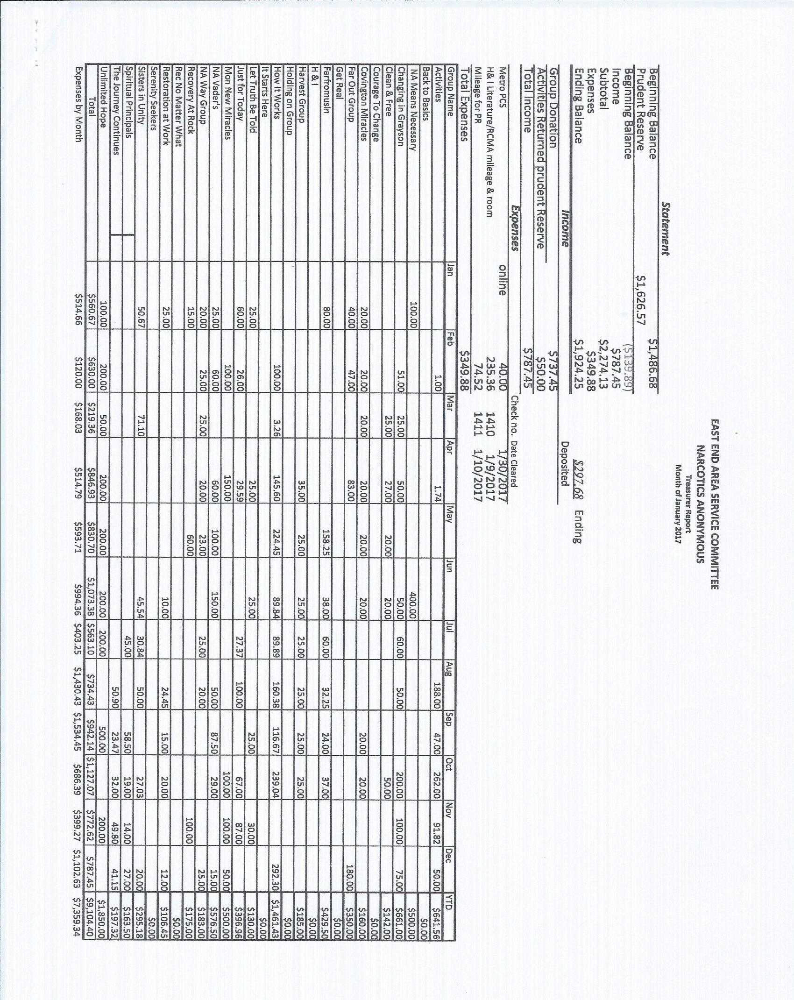 EAST END AREA SERVICE COMMITTEE
NARCOTICS ANONYMOUS
Treasurer Report
Month of January 2017
Statement
Beginning Balance $1,486.68
Prudent Reserve $1,626.57
Beginning Balance ($139.89)
Income $787.45
Subtotal $2,274.13
Expenses $349.88
Ending Balance $1,924.25 $297.68 Ending
Income Deposited
Group Donation $737.45
Activities Returned prudent Reserve $50.00
Total Income $787.45
Expenses Check no. Date Cleared
Metro PCS online 40.00 1/30/2017
H& I Literature/RCMA mileage & room 235.36 1410 1/9/2017
Mileage for PR 74.52 1411 1/10/2017
Total Expenses $349.88
Group Name Jan Feb Mar Apr May Jun Jul Aug Sep Oct Nov Dec YTD
Activities 1.00 1.74 188.00 47.00 262.00 91.82 50.00 $641.56
Back to Basics $0.00
NA Means Necessary 100.00 400.00 $500.00
Changing in Grayson 51.00 25.00 50.00 50.00 60.00 50.00 200.00 100.00 75.00 $661.00
Clean & Free 25.00 27.00 20.00 20.00 50.00 $142.00
Courage To Change $0.00
Covington Miracles 20.00 20.00 20.00 20.00 20.00 20.00 20.00 20.00 $160.00
Far Out Group 40.00 47.00 83.00 180.00 $350.00
Get Real $0.00
Farfromusin 80.00 158.25 38.00 60.00 32.25 24.00 37.00 $429.50
H & I $0.00
Harvest Group 35.00 25.00 25.00 25.00 25.00 25.00 25.00 $185.00
Holding on Group $0.00
How It Works 100.00 3.26 145.60 224.45 89.84 89.89 160.38 116.67 239.04 292.30 $1,461.43
It Starts Here $0.00
Let Truth Be Told 25.00 25.00 25.00 25.00 30.00 $130.00
Just for Today 60.00 26.00 29.59 27.37 100.00 67.00 87.00 $396.96
Mon New Miracles 100.00 150.00 100.00 100.00 50.00 $500.00
NA Vader's 25.00 60.00 60.00 100.00 150.00 50.00 87.50 29.00 15.00 $576.50
NA Way Group 20.00 25.00 25.00 20.00 23.00 25.00 20.00 25.00 $183.00
Recovery At Rock 15.00 60.00 100.00 $175.00
Rec No Matter What $0.00
Restoration at Work 25.00 10.00 24.45 15.00 20.00 12.00 $106.45
Serenity Seekers $0.00
Sisters in Unity 50.67 71.10 45.54 30.84 50.00 27.03 20.00 $295.18
Spiritual Principals 45.00 58.50 19.00 14.00 27.00 $163.50
The Journey Continues 50.90 23.47 32.00 49.80 41.15 $197.32
Unlimited Hope 100.00 200.00 50.00 200.00 200.00 200.00 200.00 500.00 200.00 $1,850.00
Total $560.67 $630.00 $219.36 $846.93 $830.70 $1,073.38 $563.10 $734.43 $942.14 $1,127.07 $772.62 $787.45 $9,104.40
Expenses by Month $514.66 $120.00 $168.03 $514.79 $593.71 $994.36 $403.25 $1,430.43 $1,534.45 $686.39 $399.27 $1,102.63 $7,359.34